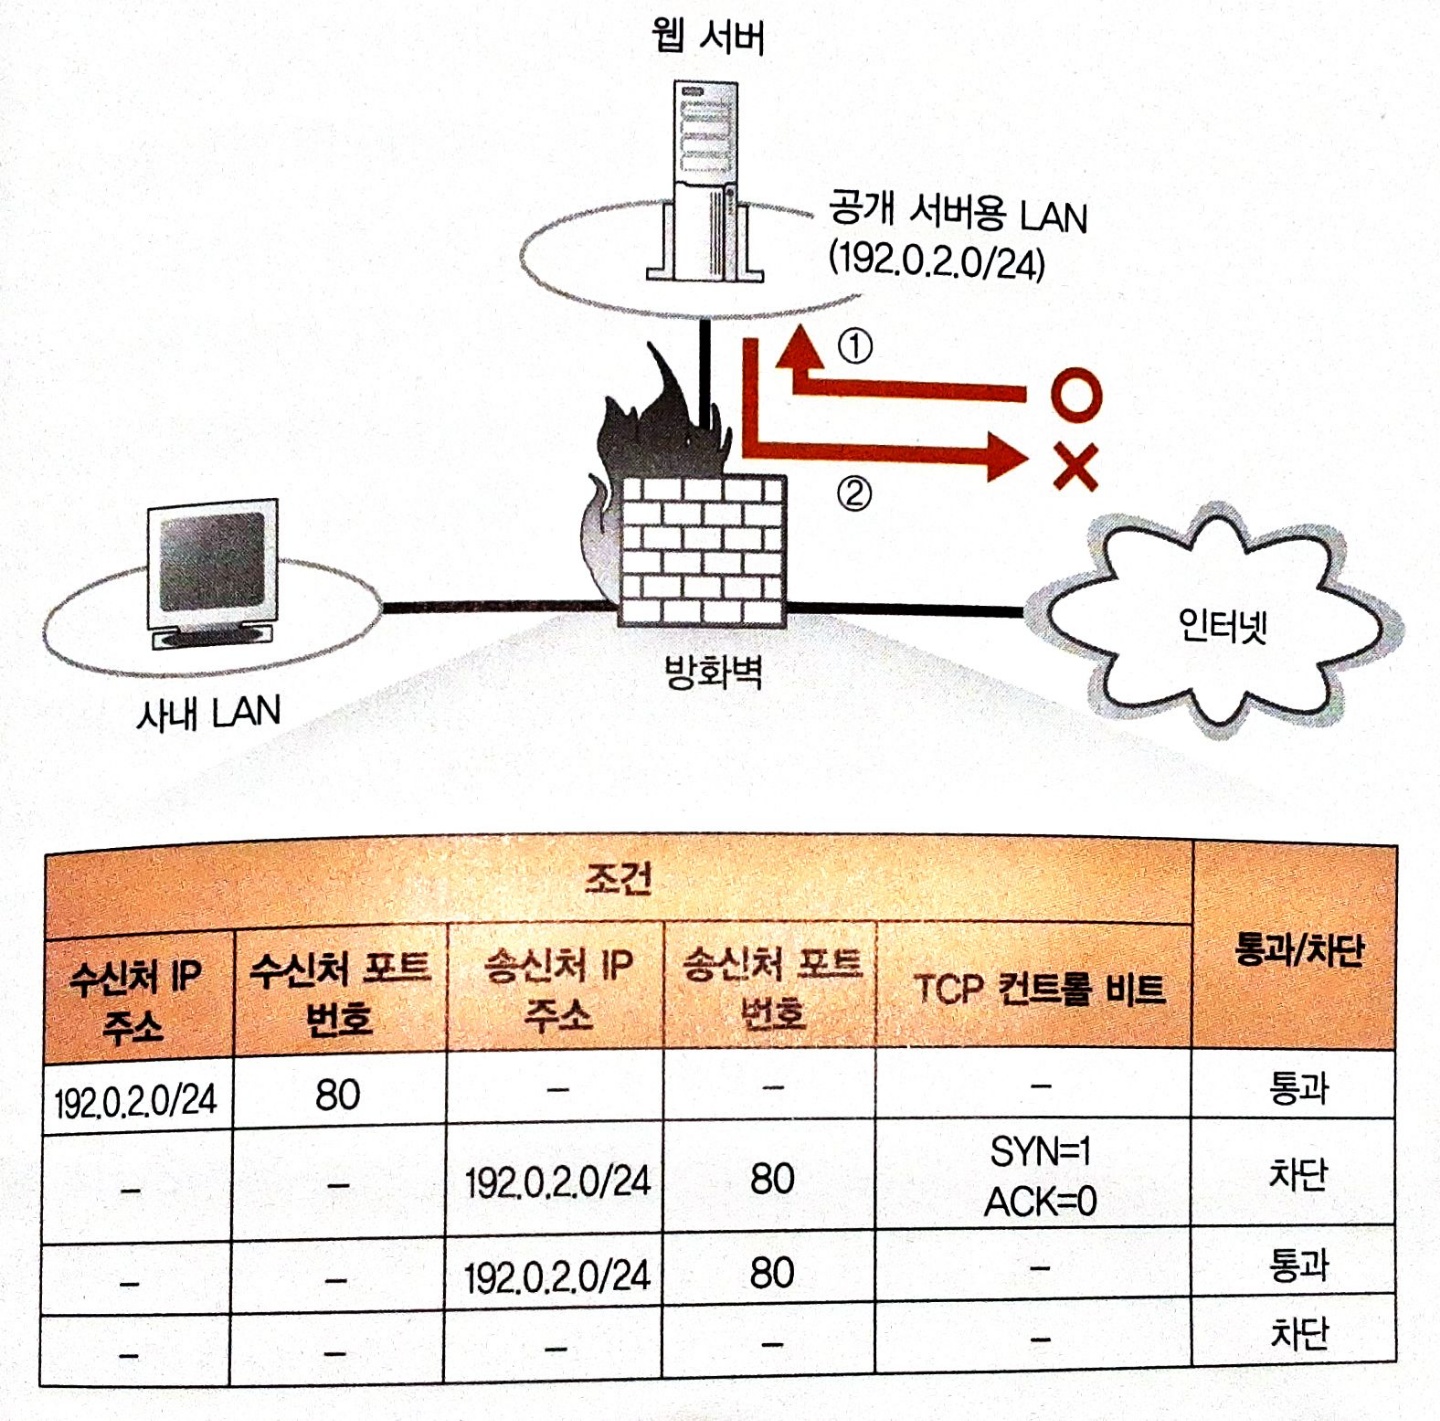 웹 서버
공개 서버용 LAN
(192.0.2.0/24)
①
②
인터넷
방화벽
사내 LAN
조건
통과/차단
수신처 IP
주소
수신처 포트
번호
송신처 IP
주소
송신처 포트
번호
TCP 컨트롤 비트
192.0.2.0/24 80 – – – 통과
– – 192.0.2.0/24 80 SYN=1
ACK=0 차단
– – 192.0.2.0/24 80 – 통과
– – – – – 차단